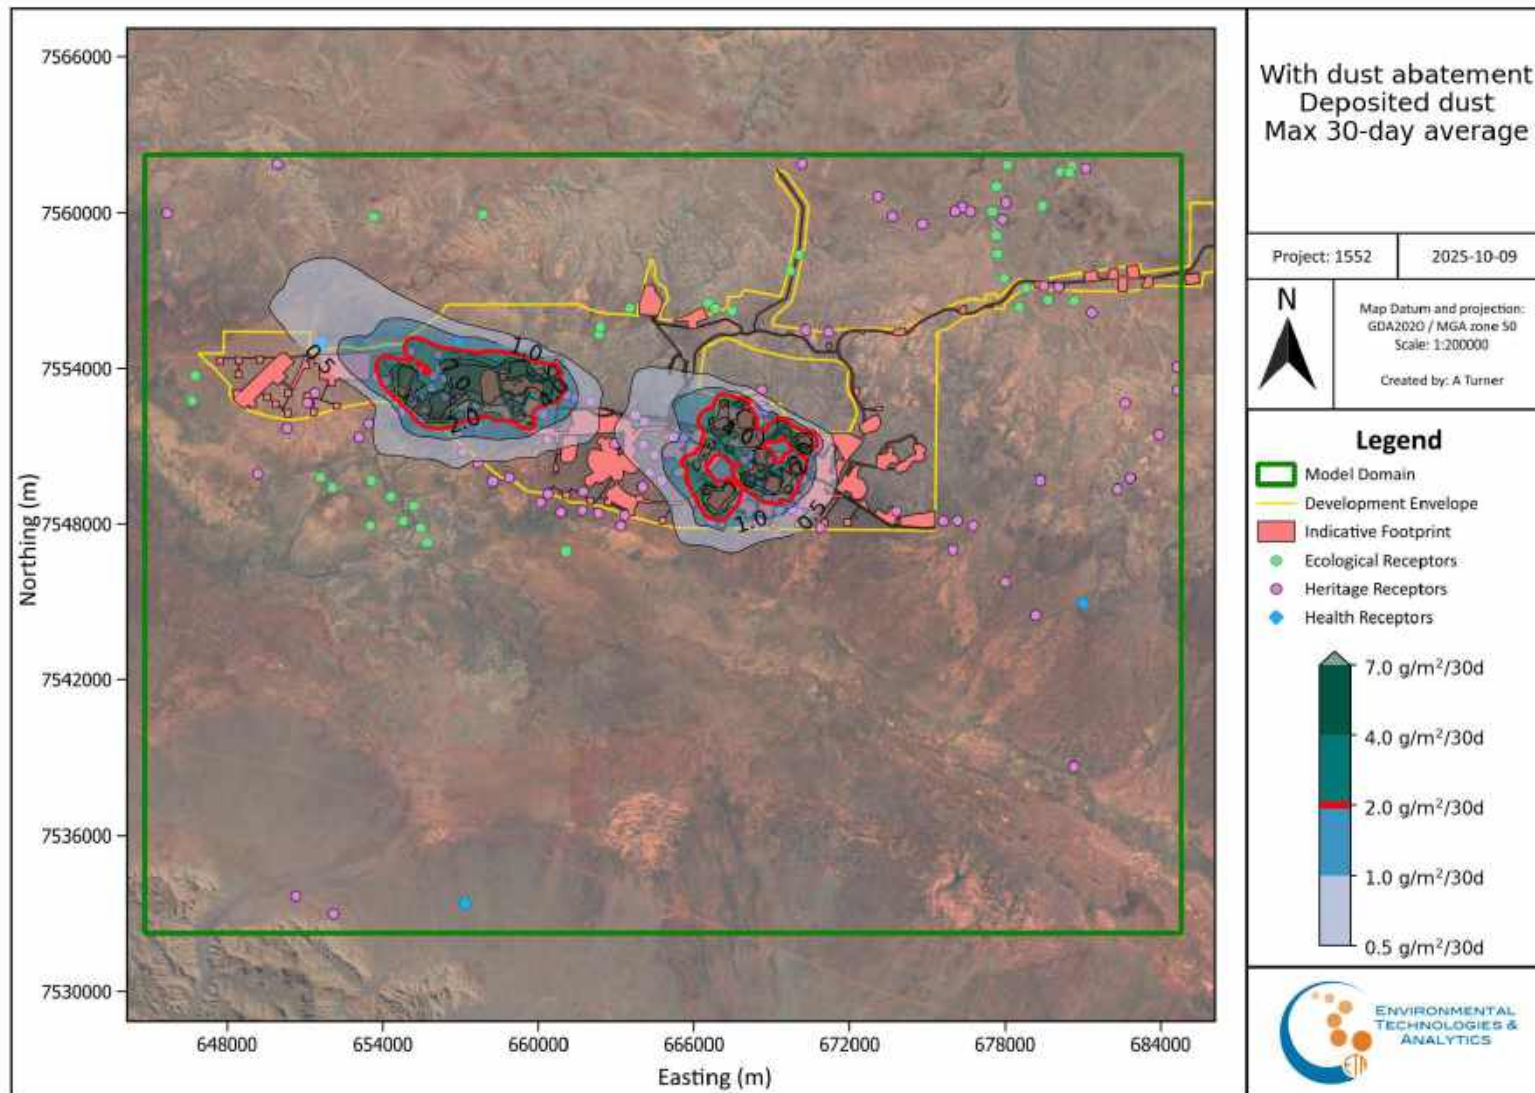 With dust abatement
Deposited dust
Max 30-day average
Project: 1552
2025-10-09
N
Map Datum and projection:
GDA2020 / MGA zone 50
Scale: 1:200000
Created by: A Turner
Legend
Model Domain
Development Envelope
Indicative Footprint
Ecological Receptors
Heritage Receptors
Health Receptors
7.0 g/m²/30d
4.0 g/m²/30d
2.0 g/m²/30d
1.0 g/m²/30d
0.5 g/m²/30d
ENVIRONMENTAL
TECHNOLOGIES &
ANALYTICS
ETA
Northing (m)
7566000
7560000
7554000
7548000
7542000
7536000
7530000
0.5
1.0
2.0
1.0
0.5
648000
654000
660000
666000
672000
678000
684000
Easting (m)